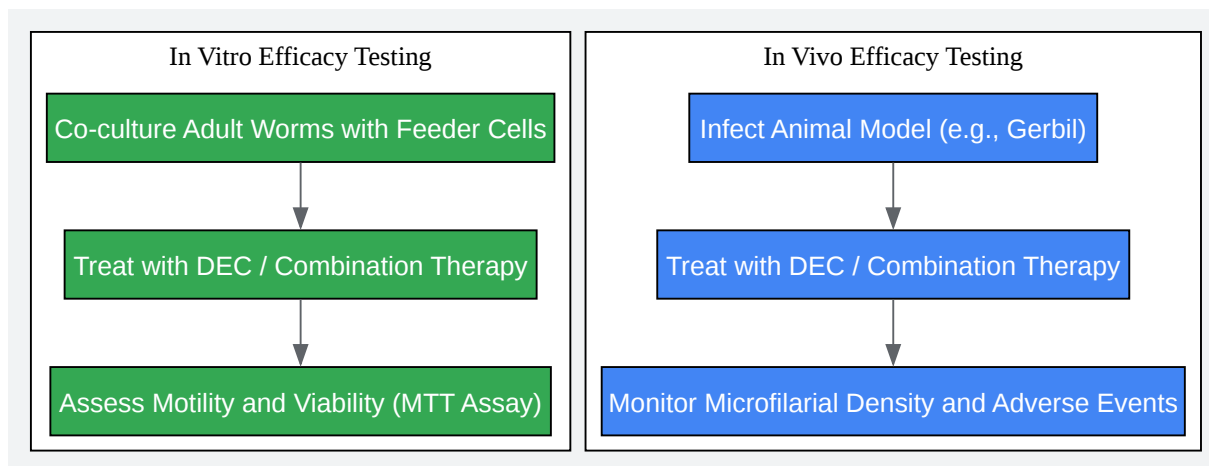 In Vitro Efficacy Testing
Co-culture Adult Worms with Feeder Cells
Treat with DEC / Combination Therapy
Assess Motility and Viability (MTT Assay)
In Vivo Efficacy Testing
Infect Animal Model (e.g., Gerbil)
Treat with DEC / Combination Therapy
Monitor Microfilarial Density and Adverse Events